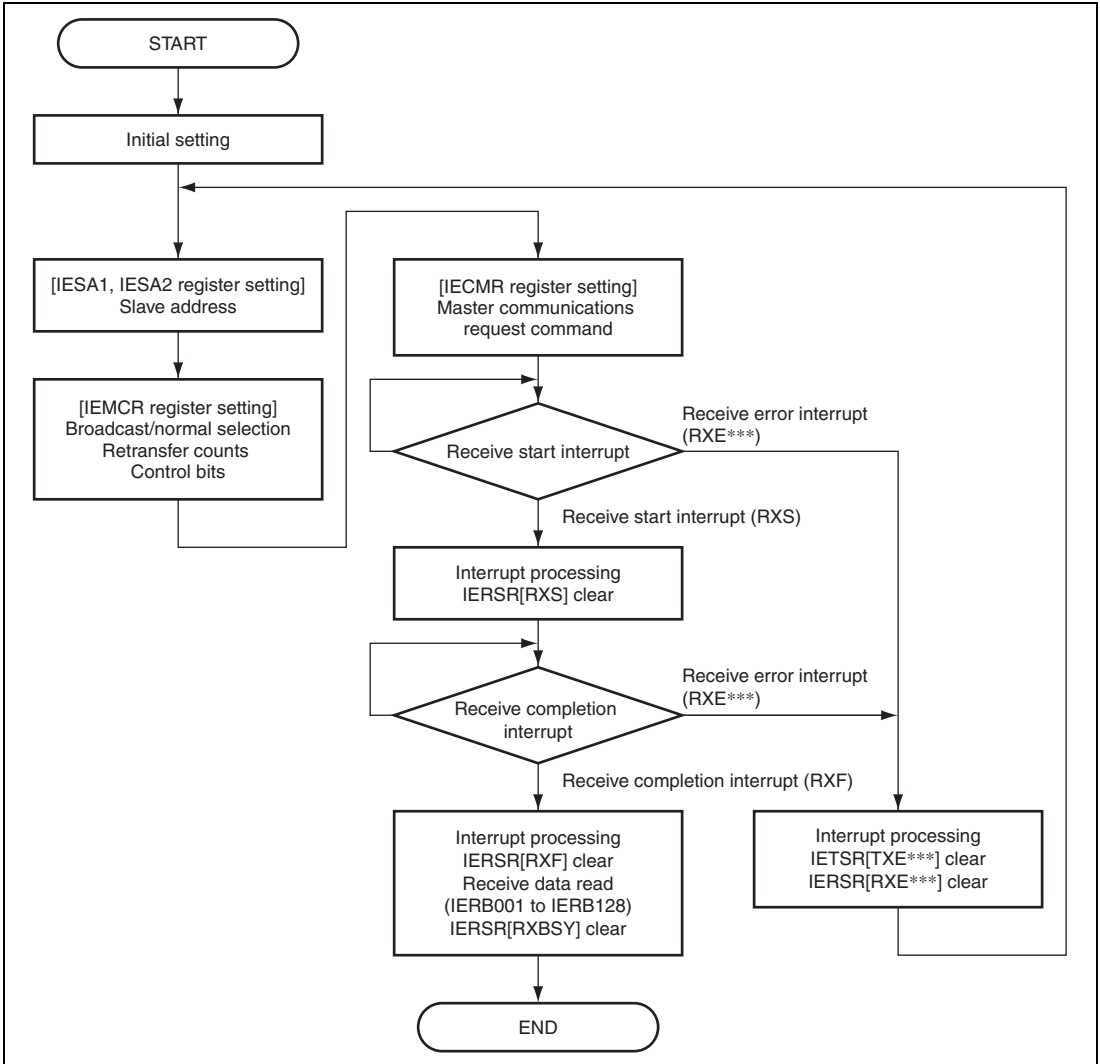 START
Initial setting
[IESA1, IESA2 register setting]
Slave address
[IEMCR register setting]
Broadcast/normal selection
Retransfer counts
Control bits
[IECMR register setting]
Master communications
request command
Receive start interrupt
Receive error interrupt
(RXE***)
Receive start interrupt (RXS)
Interrupt processing
IERSR[RXS] clear
Receive completion
interrupt
Receive error interrupt
(RXE***)
Receive completion interrupt (RXF)
Interrupt processing
IERSR[RXF] clear
Receive data read
(IERB001 to IERB128)
IERSR[RXBSY] clear
Interrupt processing
IETSR[TXE***] clear
IERSR[RXE***] clear
END